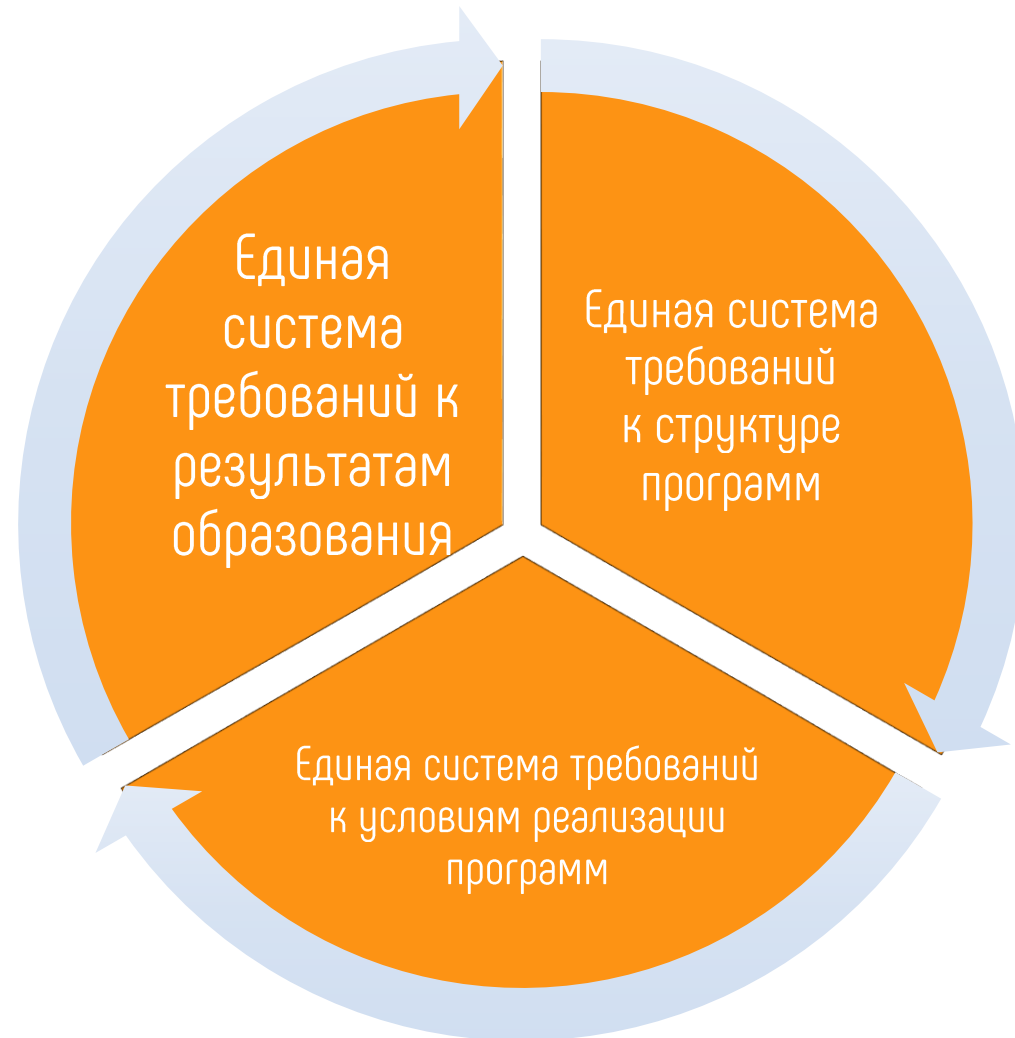 Единая
система
требований к
результатам
образования
Единая система
требований
к структуре
программ
Единая система требований
к условиям реализации
программ